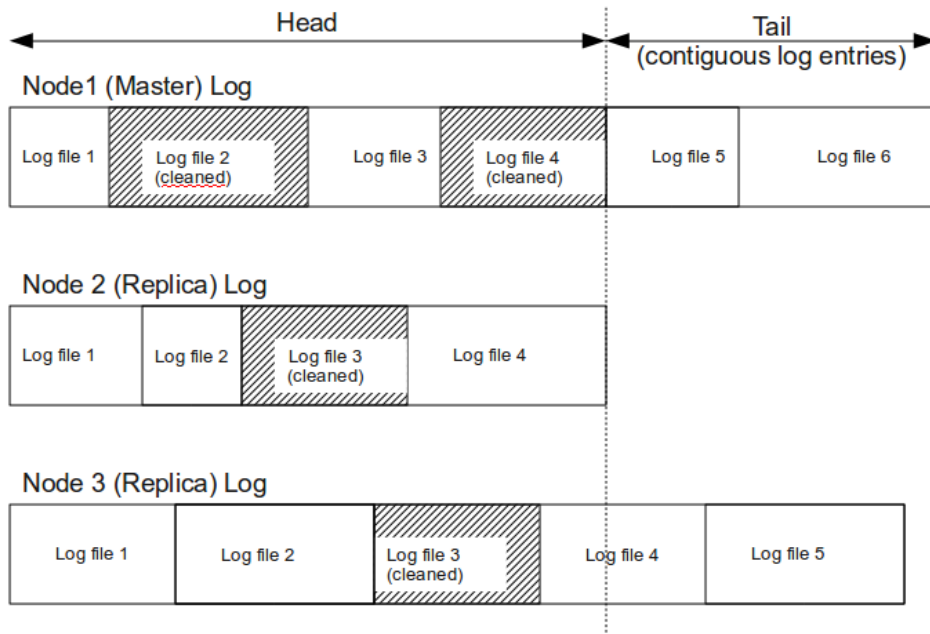 Head
Tail
(contiguous log entries)
Node1 (Master) Log
Log file 1
Log file 2
(cleaned)
Log file 3
Log file 4
(cleaned)
Log file 5
Log file 6
Node 2 (Replica) Log
Log file 1
Log file 2
Log file 3
(cleaned)
Log file 4
Node 3 (Replica) Log
Log file 1
Log file 2
Log file 3
(cleaned)
Log file 4
Log file 5